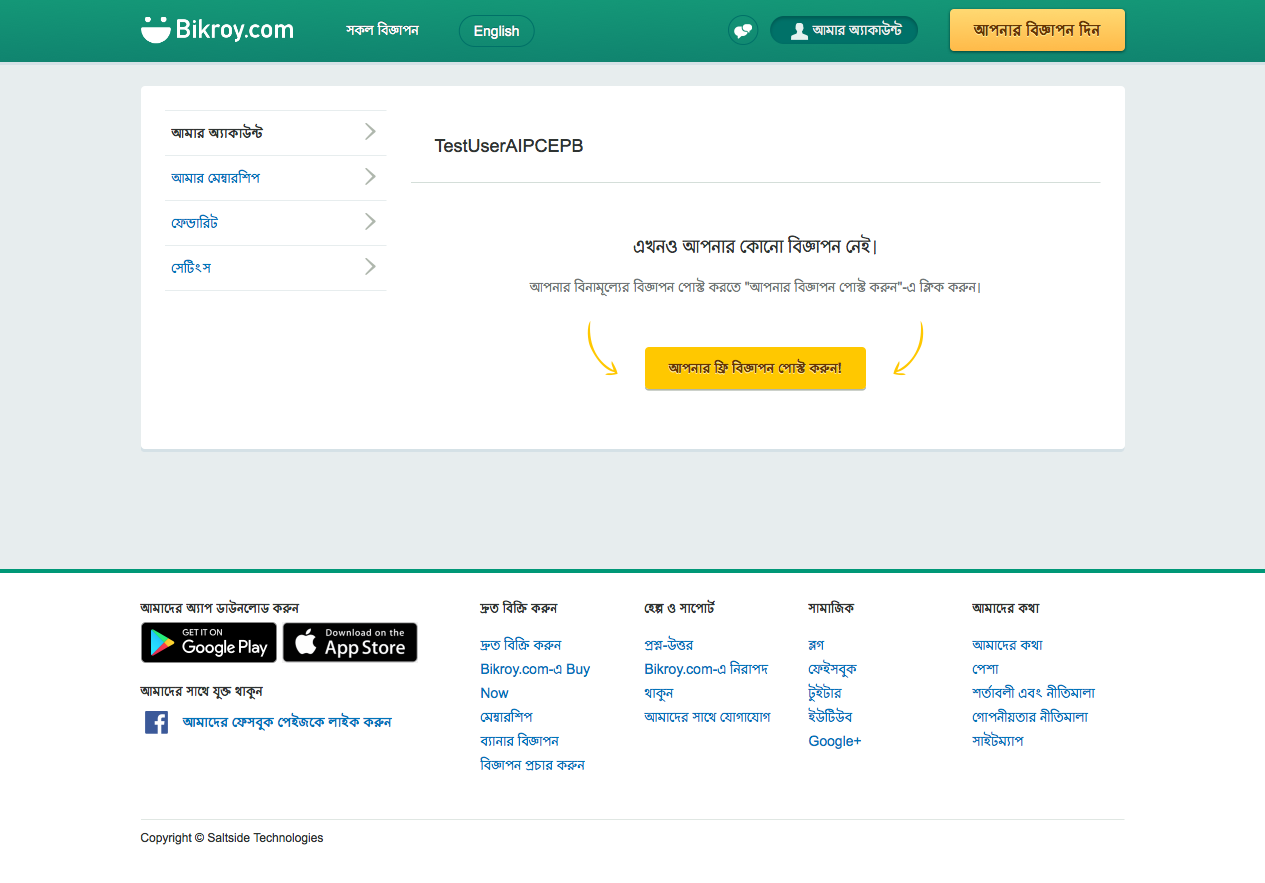 Bikroy.com
সকল বিজ্ঞাপন
English
আমার অ্যাকাউন্ট
আপনার বিজ্ঞাপন দিন
আমার অ্যাকাউন্ট
আমার মেম্বারশিপ
ফেভারিট
সেটিংস
TestUserAIPCEPB
এখনও আপনার কোনো বিজ্ঞাপন নেই|
আপনার বিনামূল্যের বিজ্ঞাপন পোস্ট করতে "আপনার বিজ্ঞাপন পোস্ট করুন"-এ ক্লিক করুন|
আপনার ফ্রি বিজ্ঞাপন পোস্ট করুন!
আমাদের অ্যাপ ডাউনলোড করুন
GET IT ON
Google Play
Download on the
App Store
আমাদের সাথে যুক্ত থাকুন
আমাদের ফেসবুক পেইজকে লাইক করুন
দ্রুত বিক্রি করুন
দ্রুত বিক্রি করুন
Bikroy.com-এ Buy
Now
মেম্বারশিপ
ব্যানার বিজ্ঞাপন
বিজ্ঞাপন প্রচার করুন
হেল্প ও সাপোর্ট
প্রশ্ন-উত্তর
Bikroy.com-এ নিরাপদ
থাকুন
আমাদের সাথে যোগাযোগ
সামাজিক
ব্লগ
ফেইসবুক
টুইটার
ইউটিউব
Google+
আমাদের কথা
আমাদের কথা
পেশা
শর্তাবলী এবং নীতিমালা
গোপনীয়তার নীতিমালা
সাইটম্যাপ
Copyright © Saltside Technologies